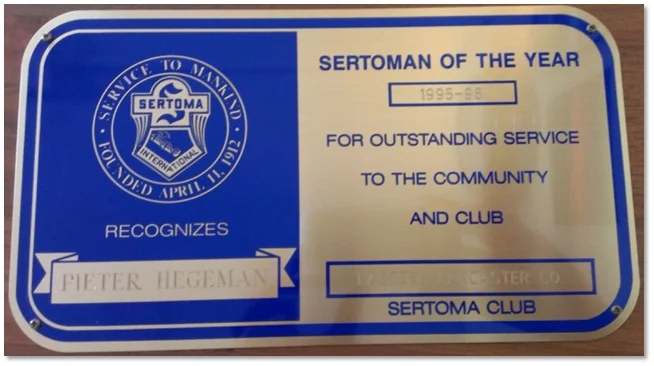 SERVICE TO MANKIND
SERTOMA
INTERNATIONAL
FOUNDED APRIL 11, 1912
RECOGNIZES
PIETER HEGEMAN
SERTOMAN OF THE YEAR
1995-96
FOR OUTSTANDING SERVICE
TO THE COMMUNITY
AND CLUB
CO
SERTOMA CLUB